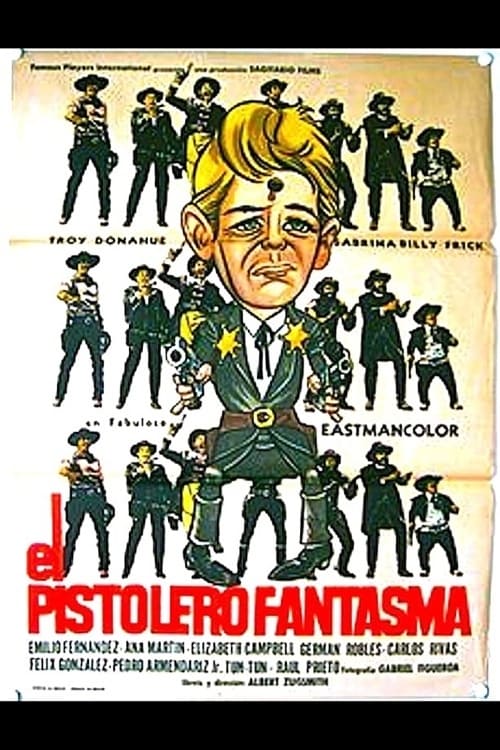 Famous Players International presenta una producción SAGITARIO FILMS
TROY DONAHUE SABRINA BILLY FRICK
en Fabuloso EASTMANCOLOR
el
PISTOLERO FANTASMA
EMILIO FERNANDEZ - ANA MARTIN - ELIZABETH CAMPBELL GERMAN ROBLES - CARLOS RIVAS
FELIX GONZALEZ - PEDRO ARMENDARIZ Jr. TUN-TUN - RAUL PRIETO Fotografía GABRIEL FIGUEROA
libreto y dirección: ALBERT ZUGSMITH